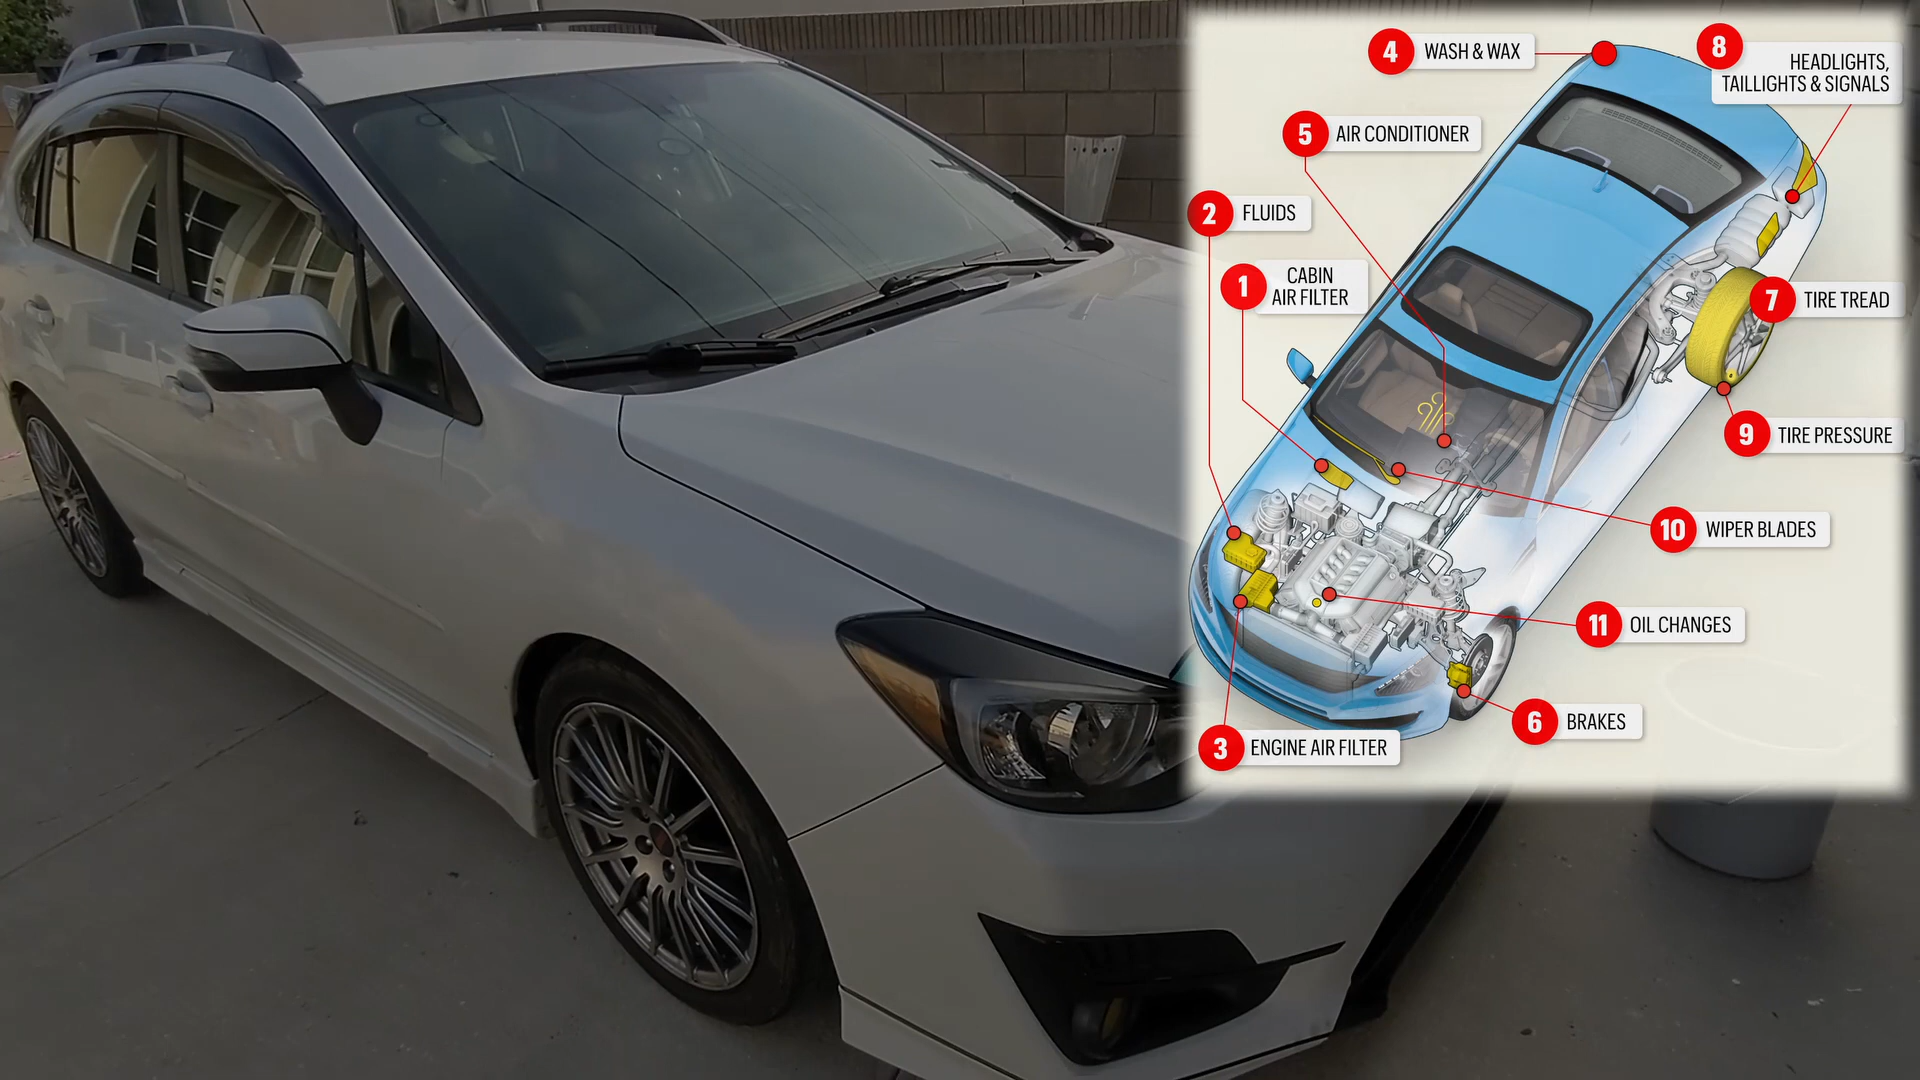 4 WASH & WAX
8 HEADLIGHTS,
TAILLIGHTS & SIGNALS
5 AIR CONDITIONER
2 FLUIDS
1 CABIN
AIR FILTER
7 TIRE TREAD
9 TIRE PRESSURE
10 WIPER BLADES
11 OIL CHANGES
6 BRAKES
3 ENGINE AIR FILTER